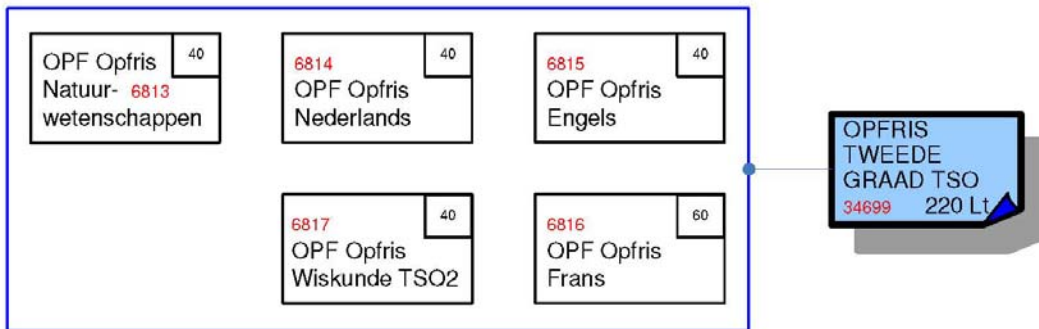 OPF Opfris
40
Natuur- 6813
wetenschappen
6814
40
OPF Opfris
Nederlands
6815
40
OPF Opfris
Engels
6817
40
OPF Opfris
Wiskunde TSO2
6816
60
OPF Opfris
Frans
OPFRIS
TWEEDE
GRAAD TSO
34699 220 Lt